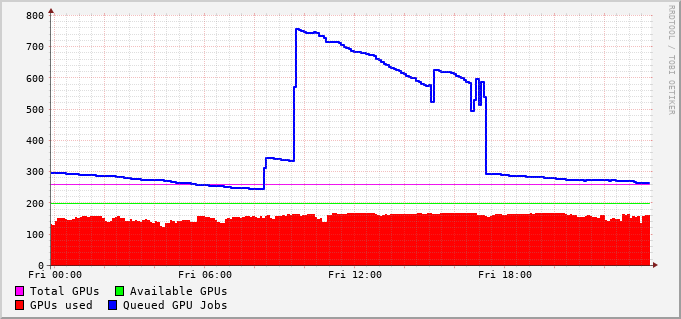 800
700
600
500
400
300
200
100
0
Fri 00:00 Fri 06:00 Fri 12:00 Fri 18:00
Total GPUs Available GPUs
GPUs used Queued GPU Jobs
RRDTOOL / TOBI OETIKER